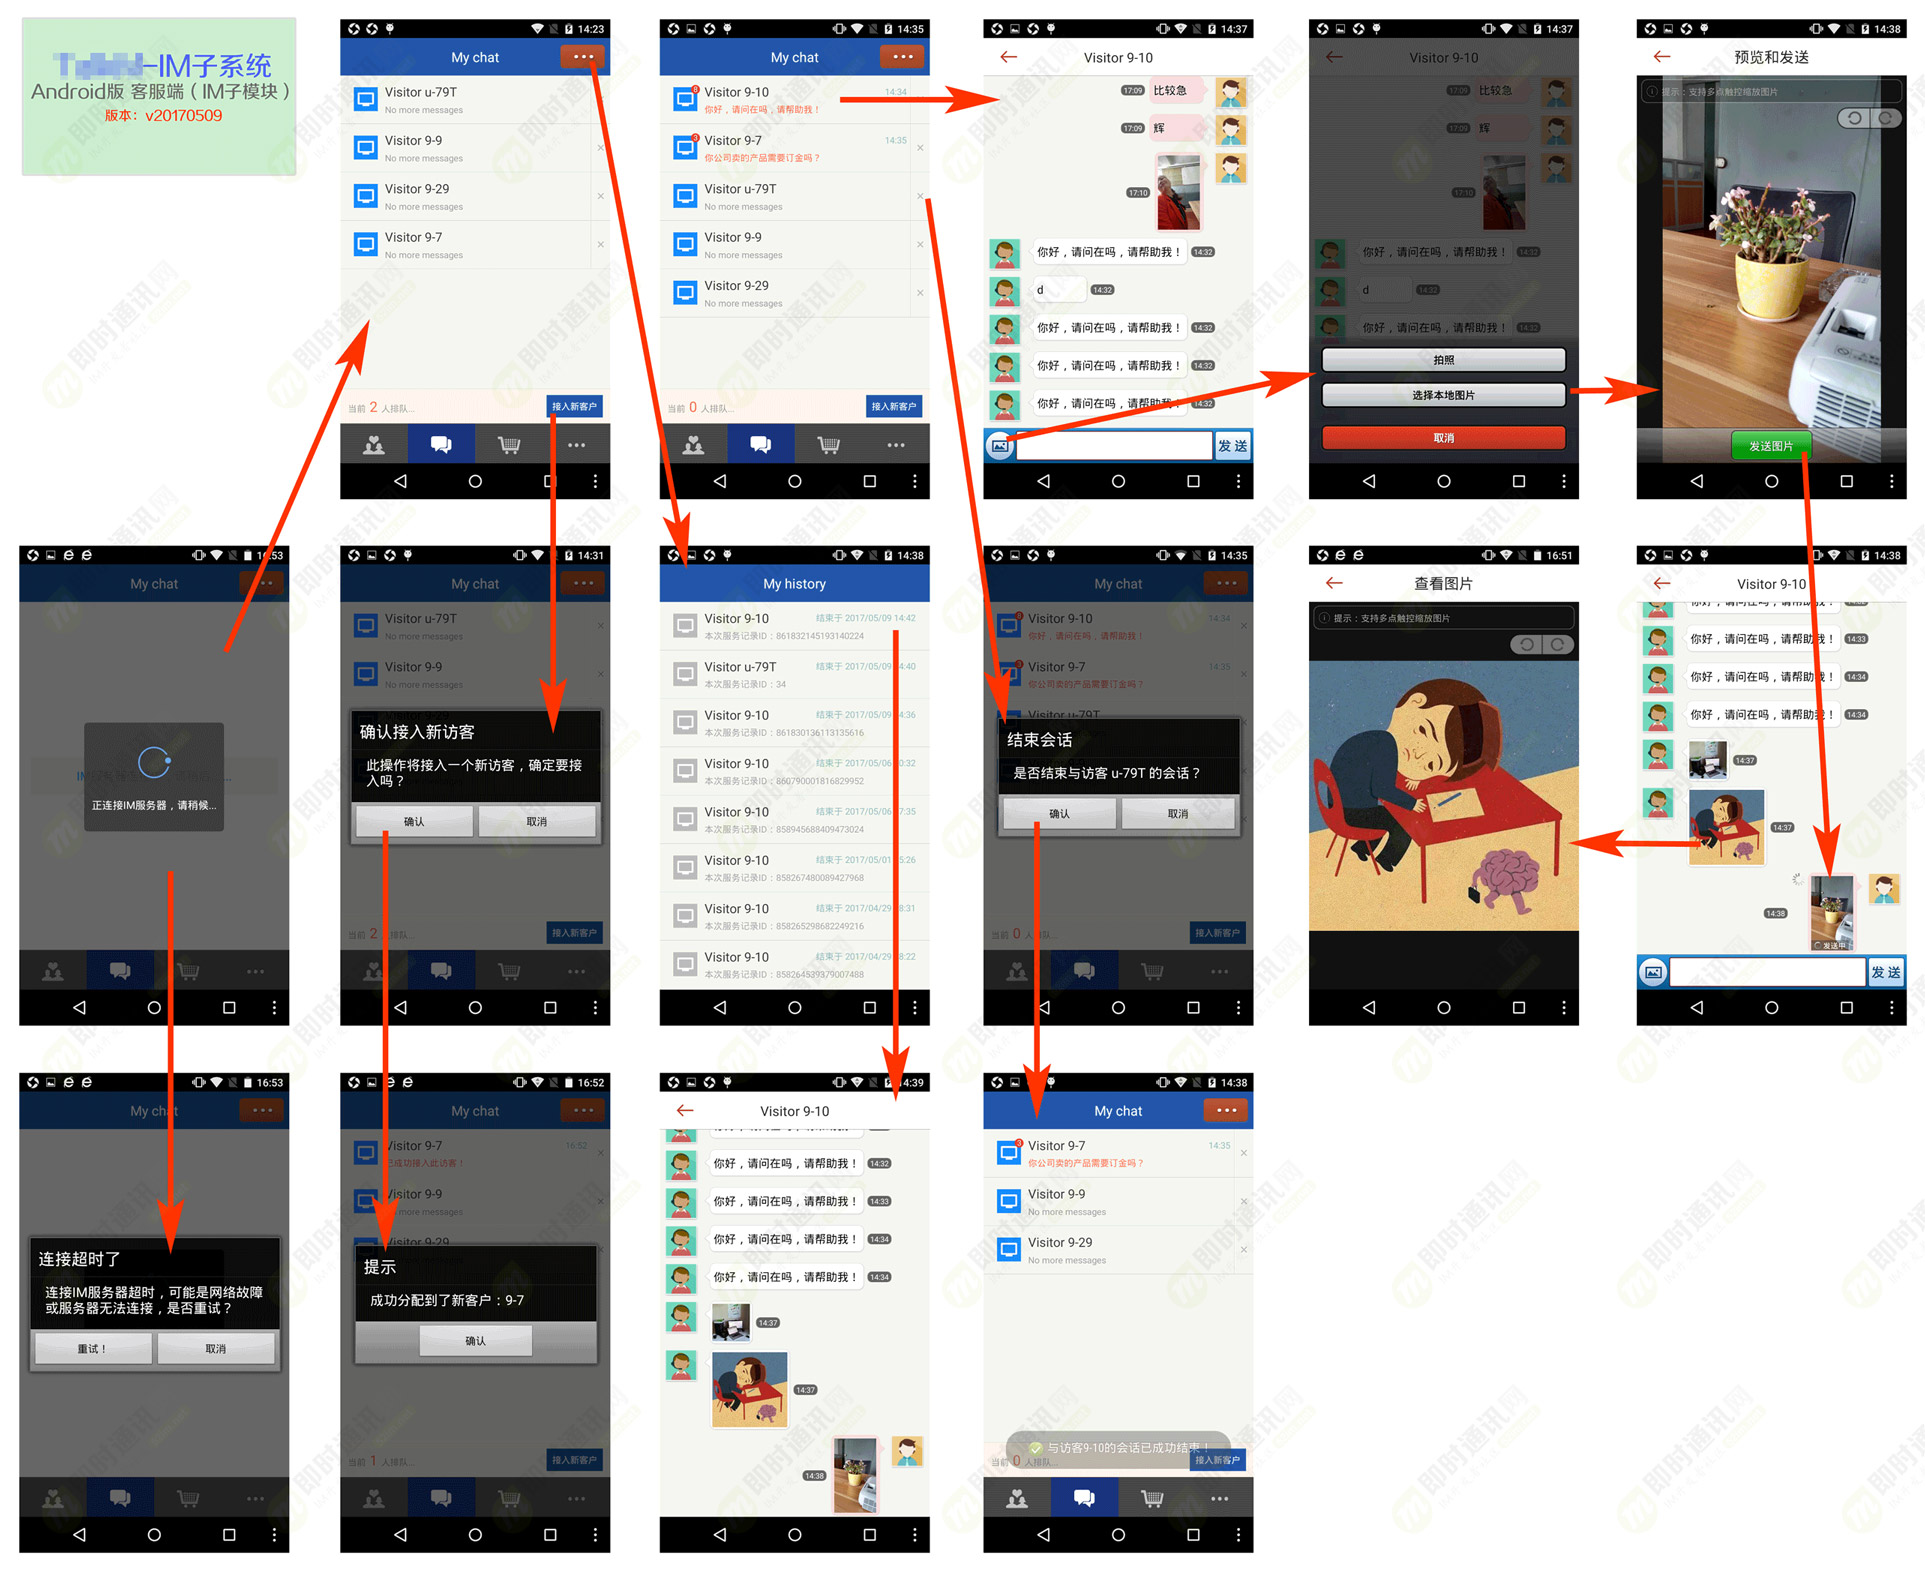 -IM子系统
Android版 客服端（IM子模块）
版本：v20170509
14:23
My chat
Visitor u-79T
No more messages
Visitor 9-9
No more messages
Visitor 9-29
No more messages
Visitor 9-7
No more messages
当前 2 人排队...
接入新客户
14:35
My chat
Visitor 9-10
14:34
你好，请问在吗，请帮助我！
Visitor 9-7
14:35
你公司卖的产品需要订金吗？
Visitor u-79T
No more messages
Visitor 9-9
No more messages
Visitor 9-29
No more messages
当前 0 人排队...
接入新客户
14:37
Visitor 9-10
17:09 比较急
17:09 辉
17:10
你好，请问在吗，请帮助我！ 14:32
d 14:32
你好，请问在吗，请帮助我！ 14:32
你好，请问在吗，请帮助我！ 14:32
你好，请问在吗，请帮助我！ 14:32
发 送
14:37
Visitor 9-10
17:09 比较急
17:09 辉
17:10
你好，请问在吗，请帮助我！ 14:32
d 14:32
你好，请问在吗，请帮助我！ 14:32
拍照
选择本地图片
取消
14:38
预览和发送
提示：支持多点触控缩放图片
发送图片
16:53
My chat
正连接IM服务器，请稍候...
14:31
My chat
Visitor u-79T
No more messages
Visitor 9-9
No more messages
确认接入新访客
此操作将接入一个新访客，确定要接
入吗？
确认
取消
当前 2 人排队...
接入新客户
14:38
My history
Visitor 9-10
结束于 2017/05/09 14:42
本次服务记录ID：861832145193140224
Visitor u-79T
结束于 2017/05/09 14:40
本次服务记录ID：34
Visitor 9-10
结束于 2017/05/09 14:36
本次服务记录ID：861830136113135616
Visitor 9-10
结束于 2017/05/06 :32
本次服务记录ID：860790001816829952
Visitor 9-10
结束于 2017/05/06 :35
本次服务记录ID：858945688409473024
Visitor 9-10
结束于 2017/05/01 :26
本次服务记录ID：858267480089427968
Visitor 9-10
结束于 2017/04/29 :31
本次服务记录ID：858265298682249216
Visitor 9-10
结束于 2017/04/29 :22
本次服务记录ID：858264539379007488
14:35
My chat
Visitor 9-10
14:34
你好，请问在吗，请帮助我！
Visitor 9-7
14:35
你公司卖的产品需要订金吗？
Visitor u-79T
结束会话
是否结束与访客 u-79T 的会话？
确认
取消
当前 0 人排队...
接入新客户
16:51
查看图片
提示：支持多点触控缩放图片
14:38
Visitor 9-10
你好，请问在吗，请帮助我！ 14:33
你好，请问在吗，请帮助我！ 14:34
你好，请问在吗，请帮助我！ 14:34
14:37
14:37
14:38
发送中
发 送
16:53
My chat
连接超时了
连接IM服务器超时，可能是网络故障
或服务器无法连接，是否重试？
重试！
取消
16:52
My chat
Visitor 9-7
16:52
已成功接入此访客！
Visitor 9-9
No more messages
Visitor 9-29
提示
成功分配到了新客户：9-7
确认
当前 1 人排队...
接入新客户
14:39
Visitor 9-10
你好，请问在吗，请帮助我！ 14:32
你好，请问在吗，请帮助我！ 14:33
你好，请问在吗，请帮助我！ 14:34
你好，请问在吗，请帮助我！ 14:34
14:37
14:37
14:38
14:38
My chat
Visitor 9-7
14:35
你公司卖的产品需要订金吗？
Visitor 9-9
No more messages
Visitor 9-29
No more messages
与访客9-10的会话已成功结束！
当前 0 人排队...
接入新客户